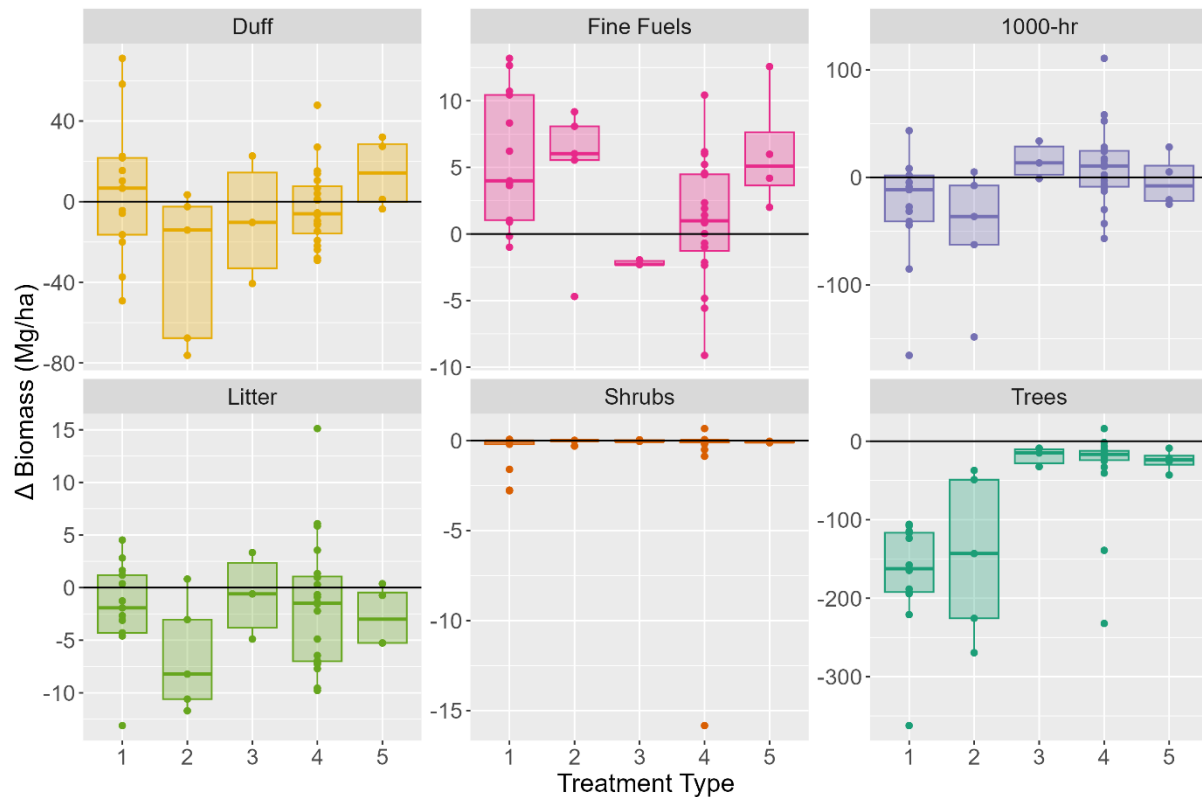 Duff
Fine Fuels
1000-hr
40
0
-40
-80
10
5
0
-5
-10
100
0
-100
Δ Biomass (Mg/ha)
Litter
Shrubs
Trees
15
10
5
0
-5
-10
0
-5
-10
-15
0
-100
-200
-300
1 2 3 4 5
1 2 3 4 5
1 2 3 4 5
Treatment Type